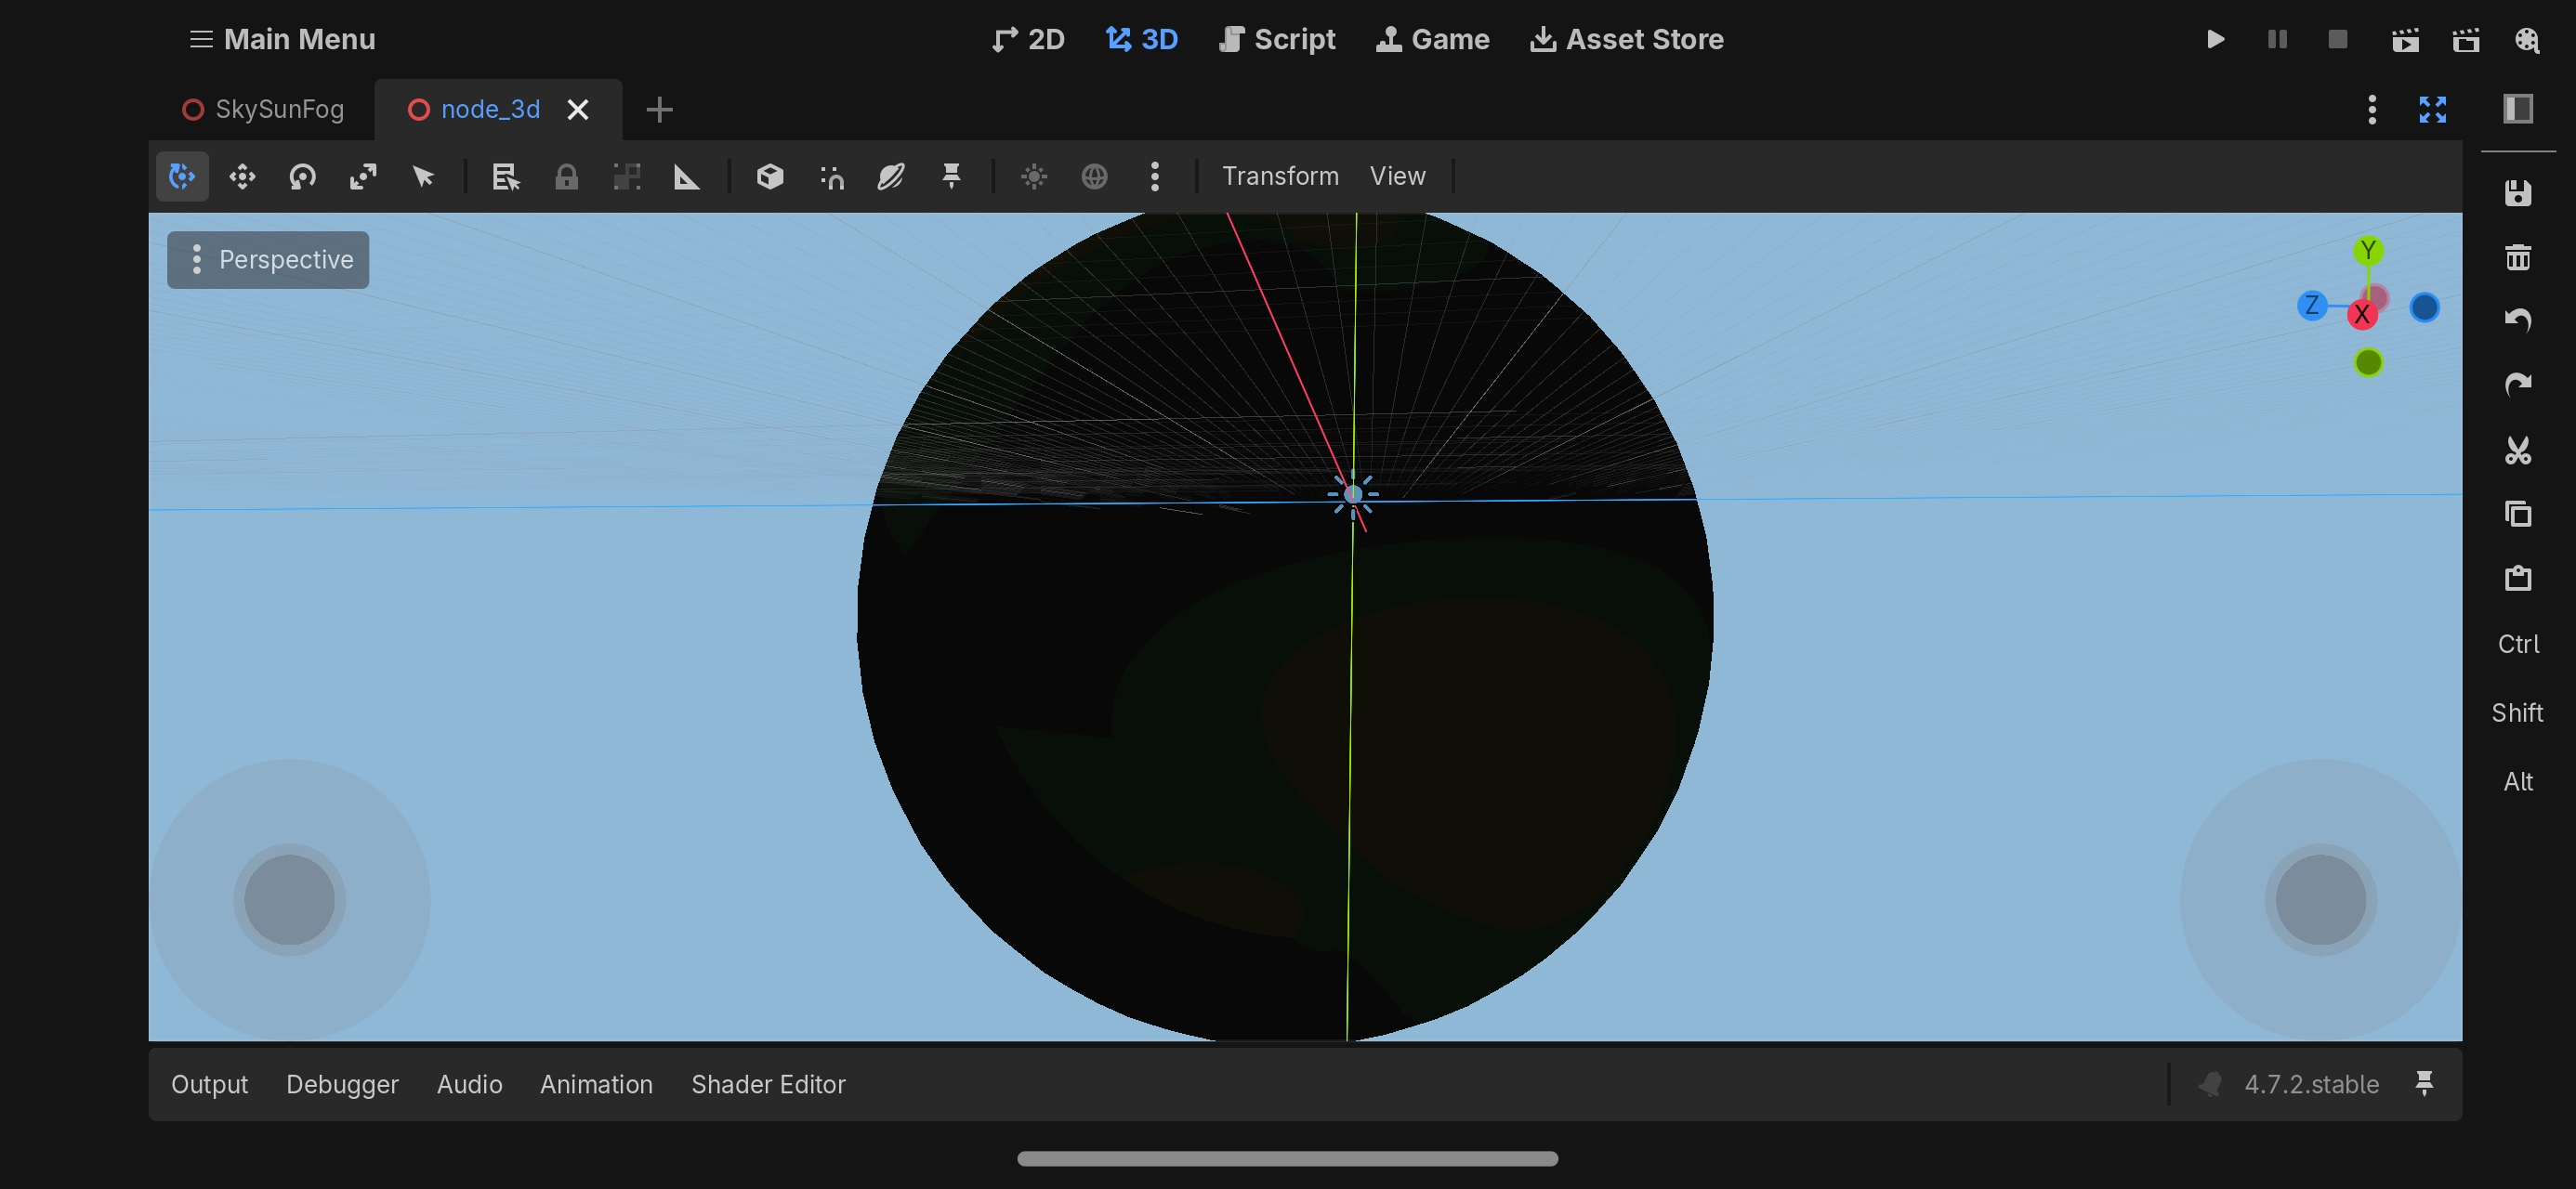 Main Menu
2D 3D Script Game Asset Store
SkySunFog node_3d
Transform View
Perspective
Y
Z X
Ctrl
Shift
Alt
Output Debugger Audio Animation Shader Editor 4.7.2.stable